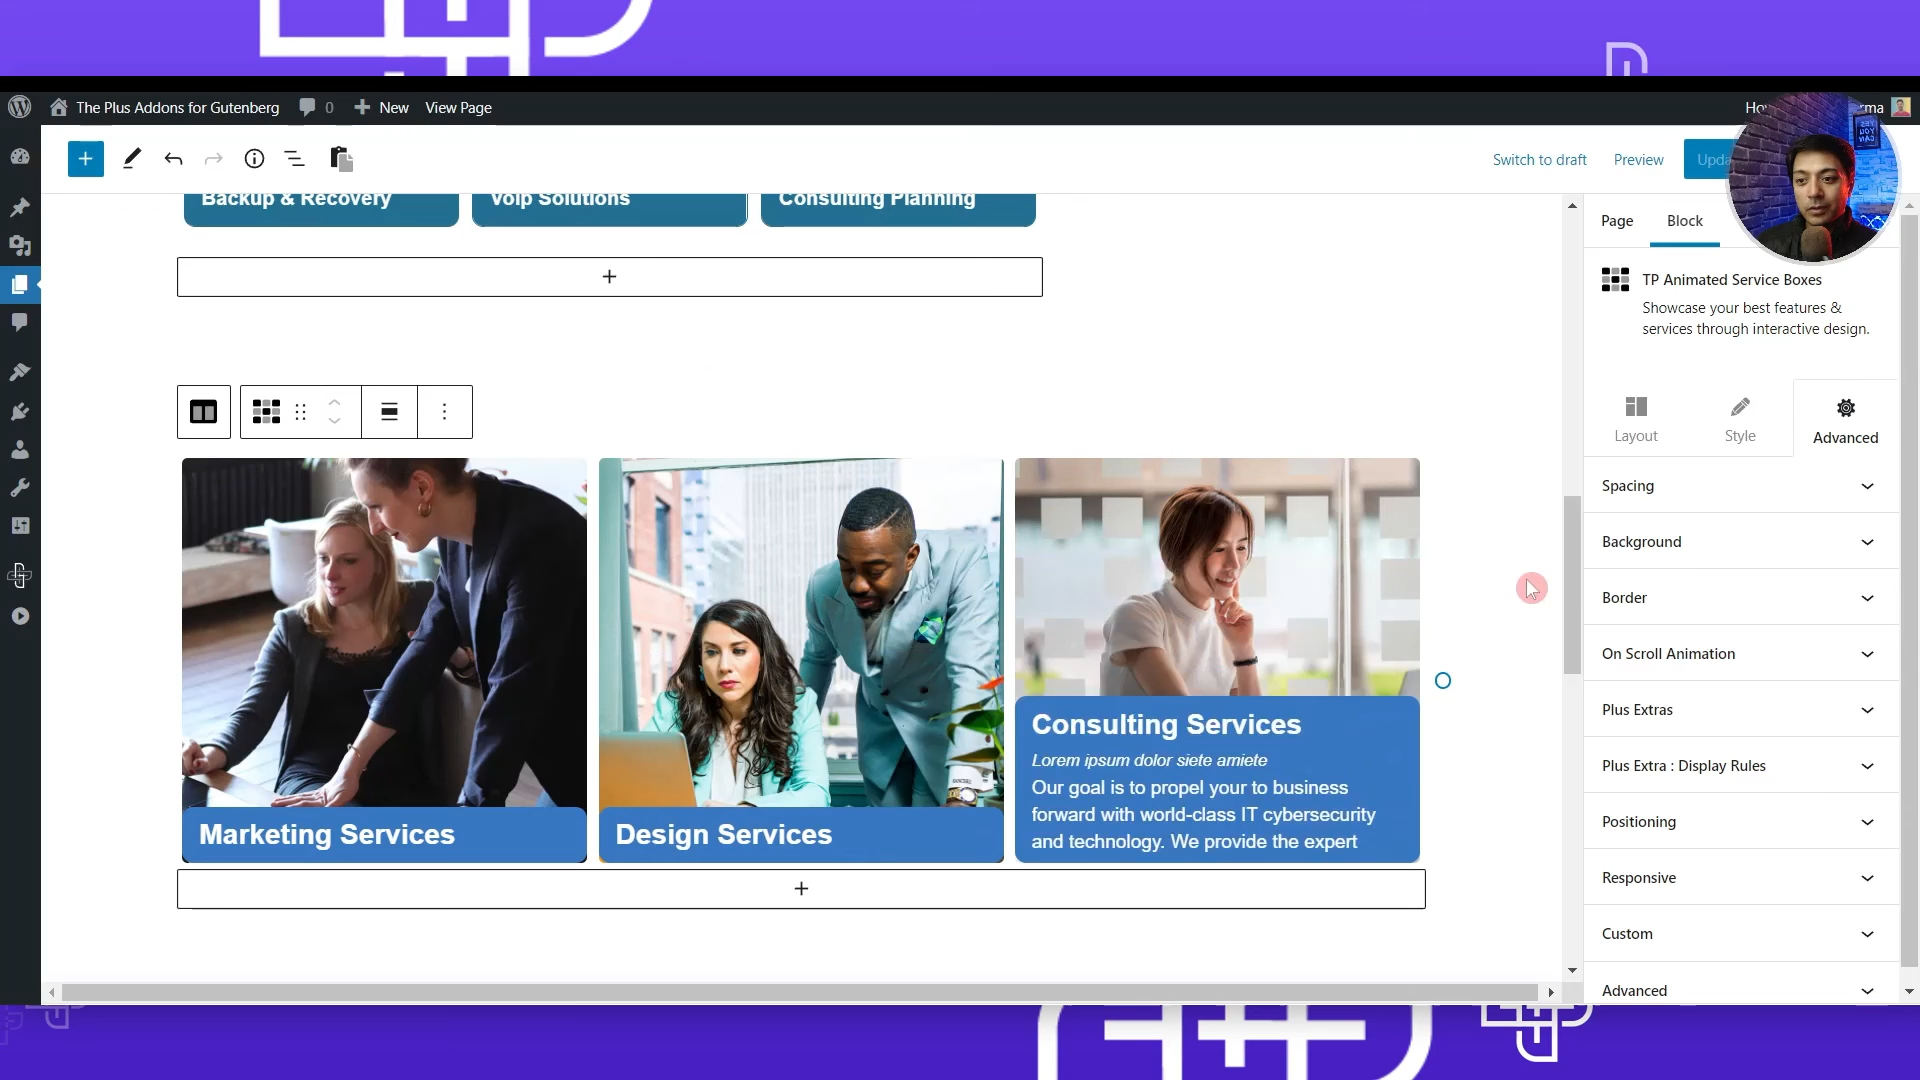 The Plus Addons for Gutenberg
0
New
View Page
Switch to draft
Preview
Page
Block
TP Animated Service Boxes
Showcase your best features &
services through interactive design.
Layout
Style
Advanced
Spacing
Background
Border
On Scroll Animation
Plus Extras
Plus Extra : Display Rules
Positioning
Responsive
Custom
Advanced
Backup & Recovery
Voip Solutions
Consulting Planning
Marketing Services
Design Services
Consulting Services
Lorem ipsum dolor siete amiete
Our goal is to propel your to business
forward with world-class IT cybersecurity
and technology. We provide the expert